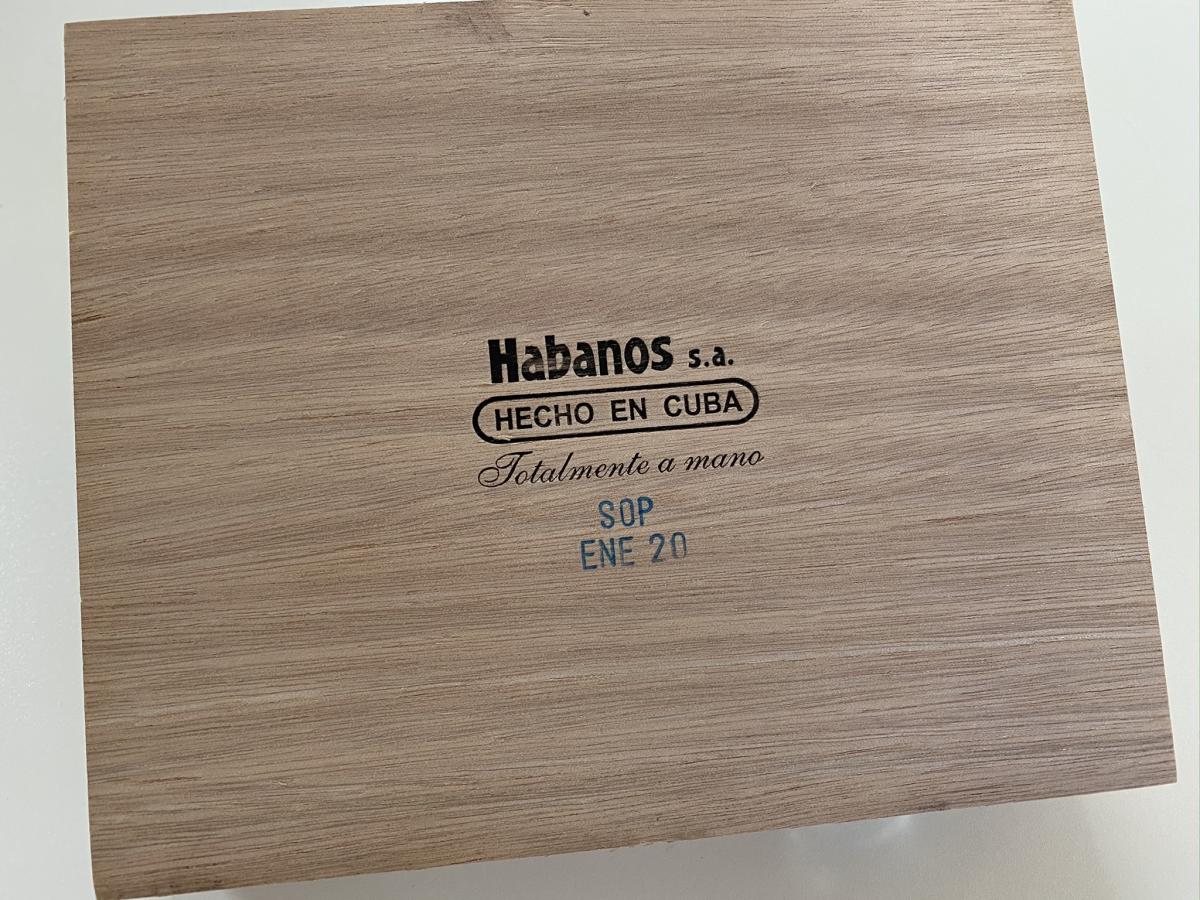 Habanos s.a.
HECHO EN CUBA
Totalmente a mano
SOP
ENE 20